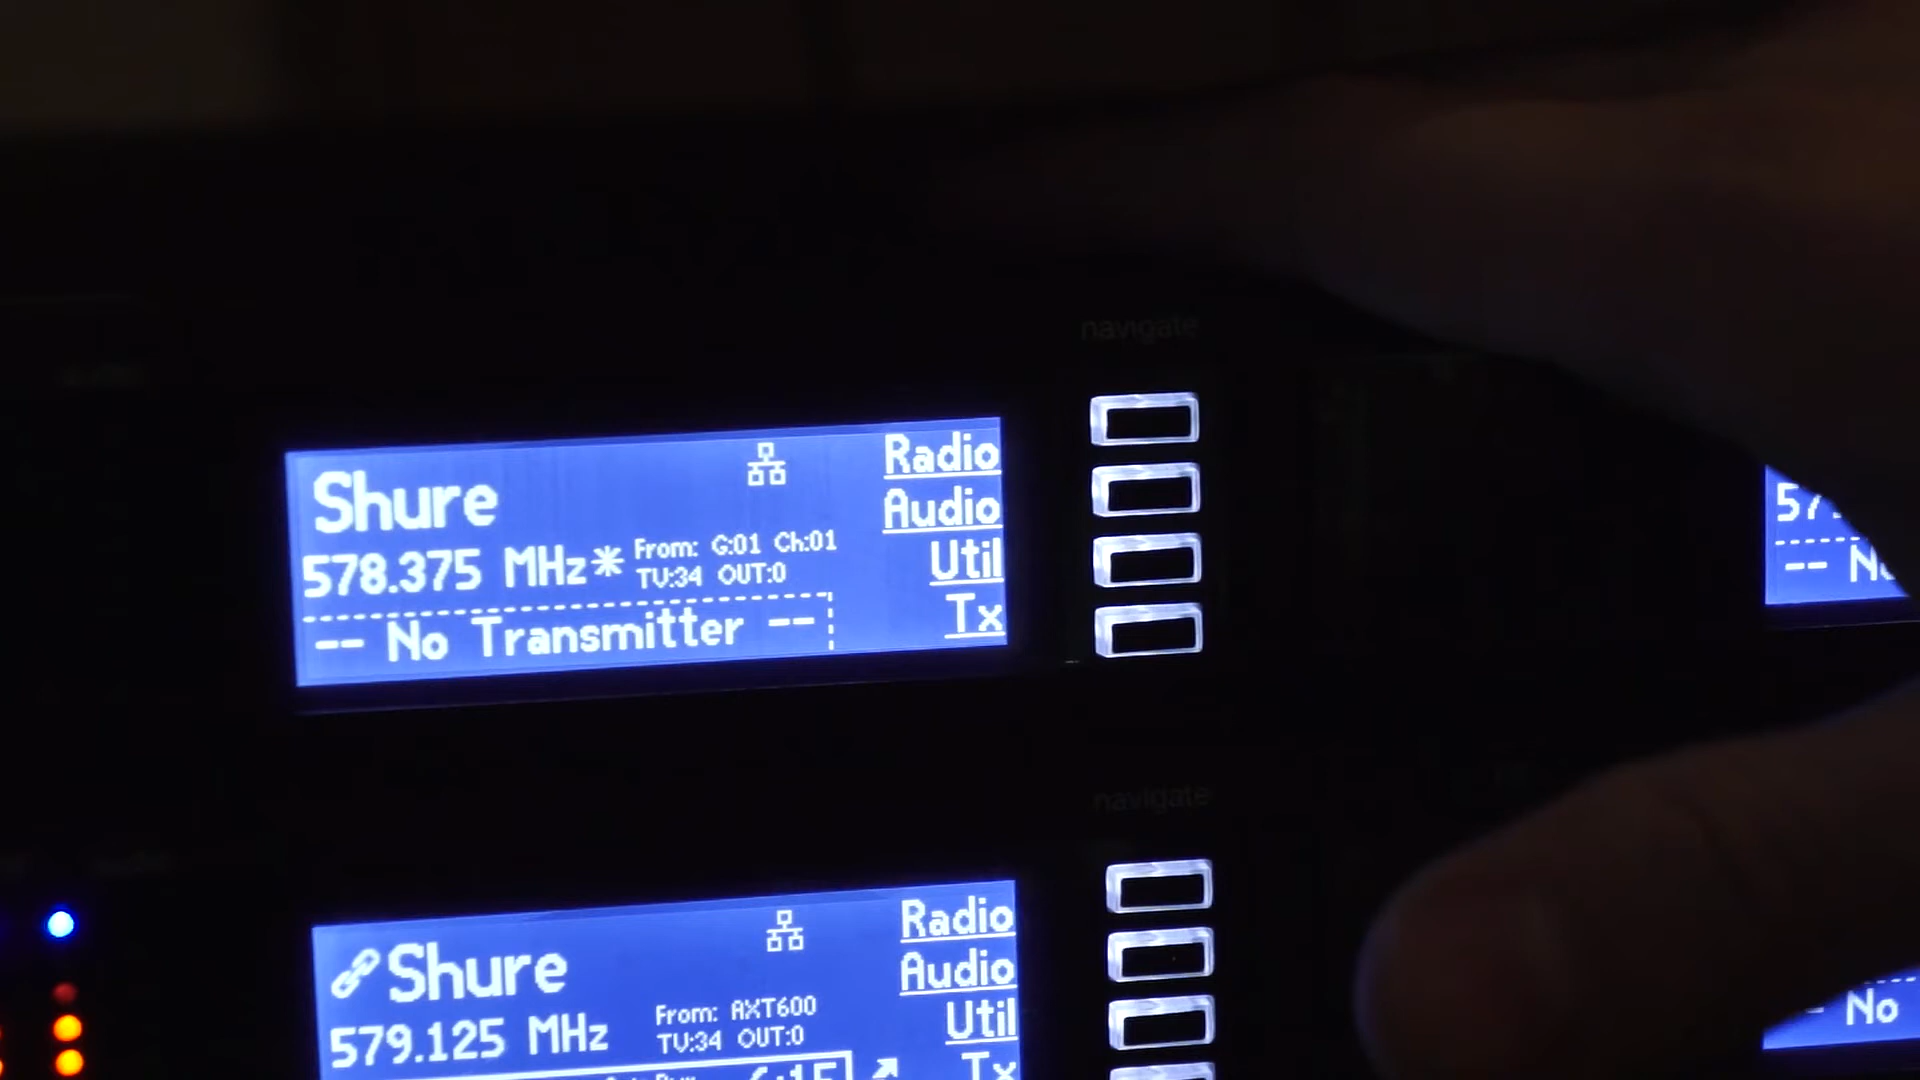 navigate
Shure
Radio
Audio
Util
Tx
578.375 MHz* From: G:01 Ch:01
TV:34 OUT:0
-- No Transmitter --
navigate
Shure
Radio
Audio
Util
Tx
579.125 MHz From: AXT600
TV:34 OUT:0
-- No